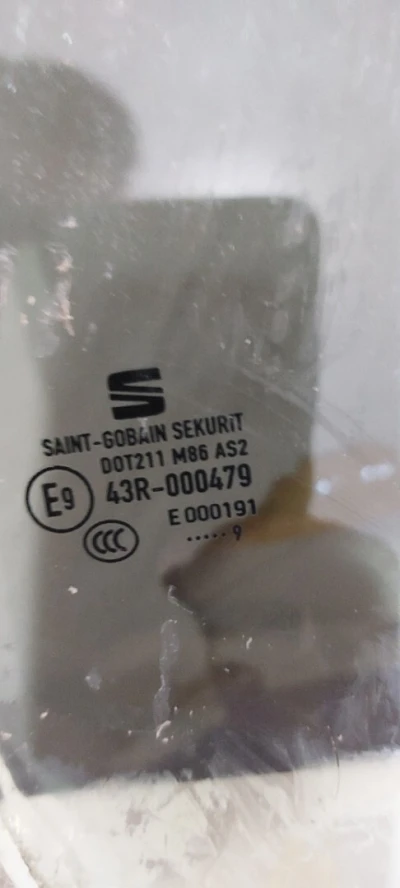 SAINT-GOBAIN SEKURIT
DOT211 M86 AS2
E9 43R-000479
E 000191
CCC
..... 9